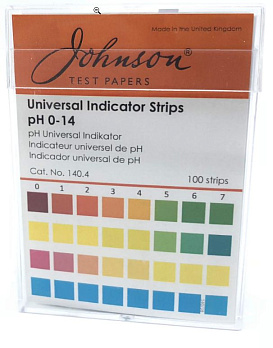 Made in the United Kingdom
Johnson®
TEST PAPERS
Universal Indicator Strips
pH 0-14
pH Universal Indikator
Indicateur universel de pH
Indicador universal de pH
Cat. No. 140.4
100 strips
0 1 2 3 4 5 6 7